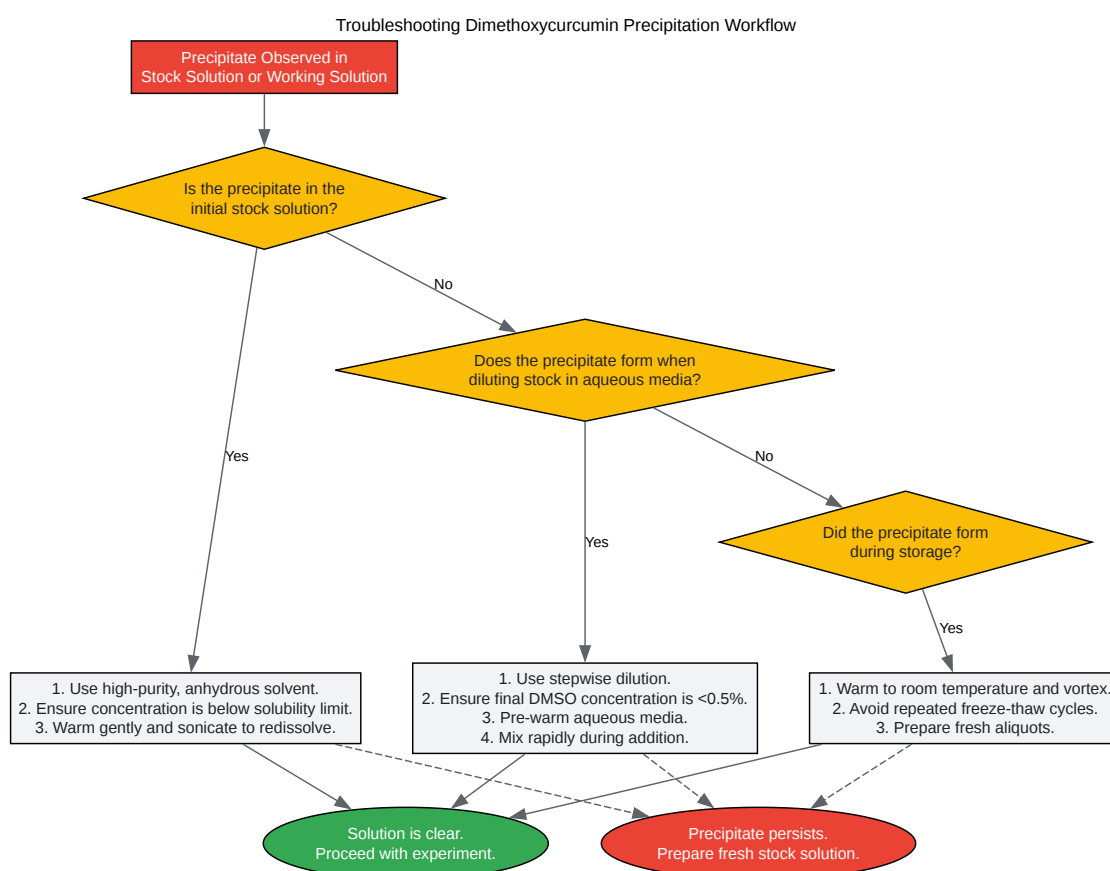 Troubleshooting Dimethoxycurcumin Precipitation Workflow
Precipitate Observed in
Stock Solution or Working Solution
Is the precipitate in the
initial stock solution?
No
Does the precipitate form when
diluting stock in aqueous media?
Yes
No
Did the precipitate form
during storage?
Yes
Yes
1. Use high-purity, anhydrous solvent.
2. Ensure concentration is below solubility limit.
3. Warm gently and sonicate to redissolve.
1. Use stepwise dilution.
2. Ensure final DMSO concentration is <0.5%.
3. Pre-warm aqueous media.
4. Mix rapidly during addition.
1. Warm to room temperature and vortex.
2. Avoid repeated freeze-thaw cycles.
3. Prepare fresh aliquots.
Solution is clear.
Proceed with experiment.
Precipitate persists.
Prepare fresh stock solution.